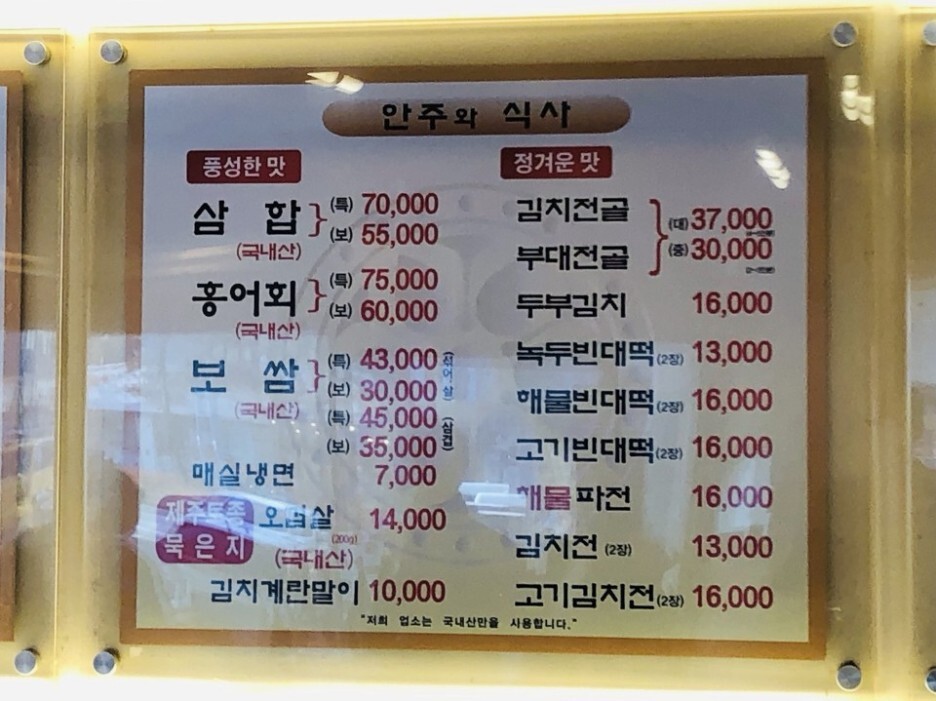 안주와 식사
풍성한 맛
삼 합 (특) 70,000
(보) 55,000
(국내산)
홍어회 (특) 75,000
(보) 60,000
(국내산)
보 쌈 (특) 43,000
(보) 30,000
(국내산)
(특) 45,000 (삼겹)
(보) 35,000
매실냉면 7,000
제주토종 오겹살 14,000
묵은지 (200g)
(국내산)
김치계란말이 10,000
정겨운 맛
김치전골 (대) 37,000
부대전골 (중) 30,000
두부김치 16,000
녹두빈대떡(2장) 13,000
해물빈대떡(2장) 16,000
고기빈대떡(2장) 16,000
해물파전 16,000
김치전 (2장) 13,000
고기김치전(2장) 16,000
"저희 업소는 국내산만을 사용합니다."